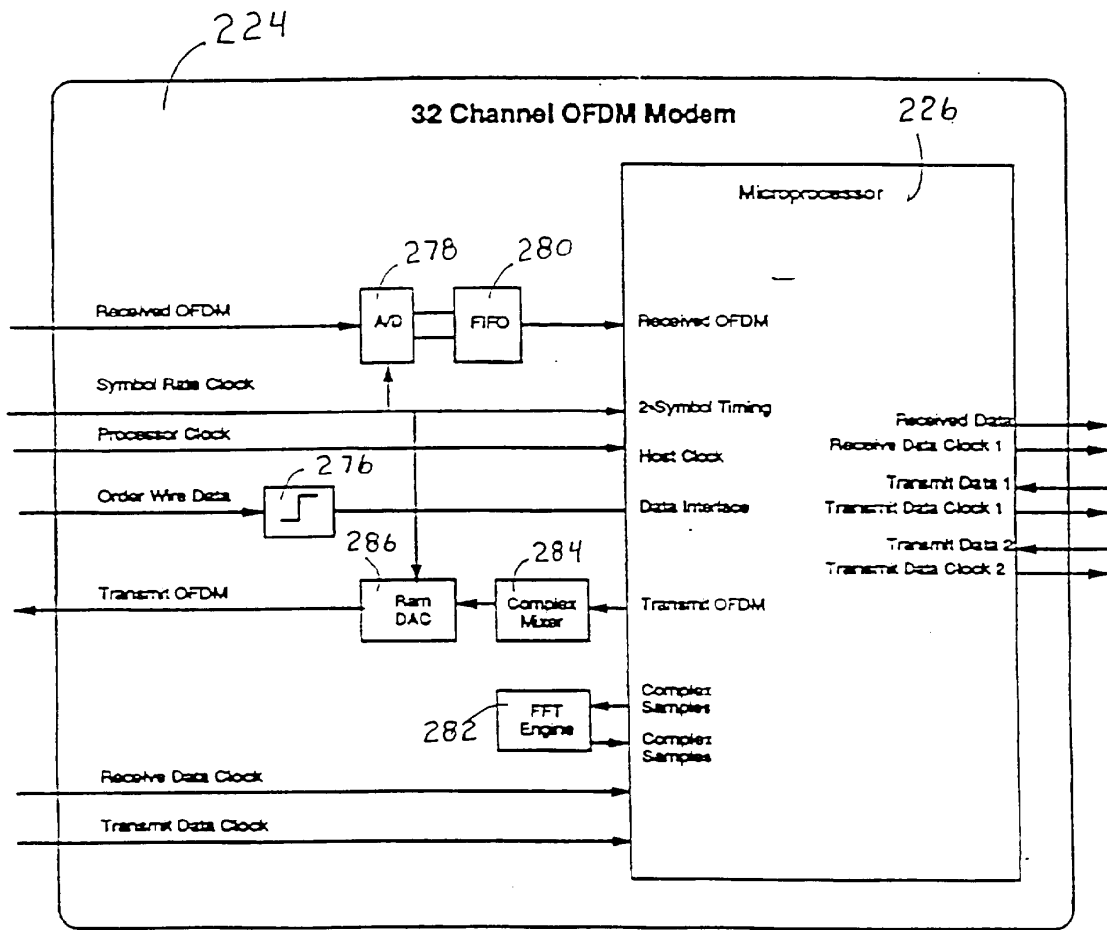 224
32 Channel OFDM Modem
226
Microprocessor
278
280
Received OFDM
A/D
FIFO
Received OFDM
Symbol Rate Clock
2-Symbol Timing
Processor Clock
Host Clock
276
Order Wire Data
Data Interface
286
284
Transmit OFDM
Ram
DAC
Complex
Mixer
Transmit OFDM
282
FFT
Engine
Complex
Samples
Complex
Samples
Receive Data Clock
Transmit Data Clock
Received Data
Receive Data Clock 1
Transmit Data 1
Transmit Data Clock 1
Transmit Data 2
Transmit Data Clock 2